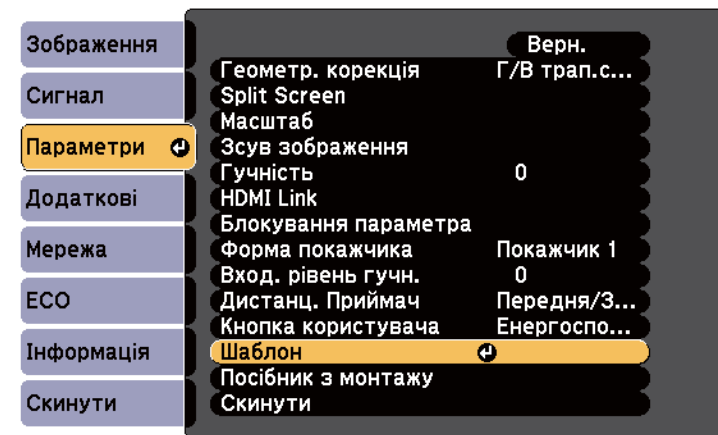 Зображення
Сигнал
Параметри
Додаткові
Мережа
ECO
Інформація
Скинути
Верн.
Геометр. корекція Г/В трап.с...
Split Screen
Масштаб
Зсув зображення
Гучність 0
HDMI Link
Блокування параметра
Форма покажчика Покажчик 1
Вход. рівень гучн. 0
Дистанц. Приймач Передня/З...
Кнопка користувача Енергоспо...
Шаблон
Посібник з монтажу
Скинути